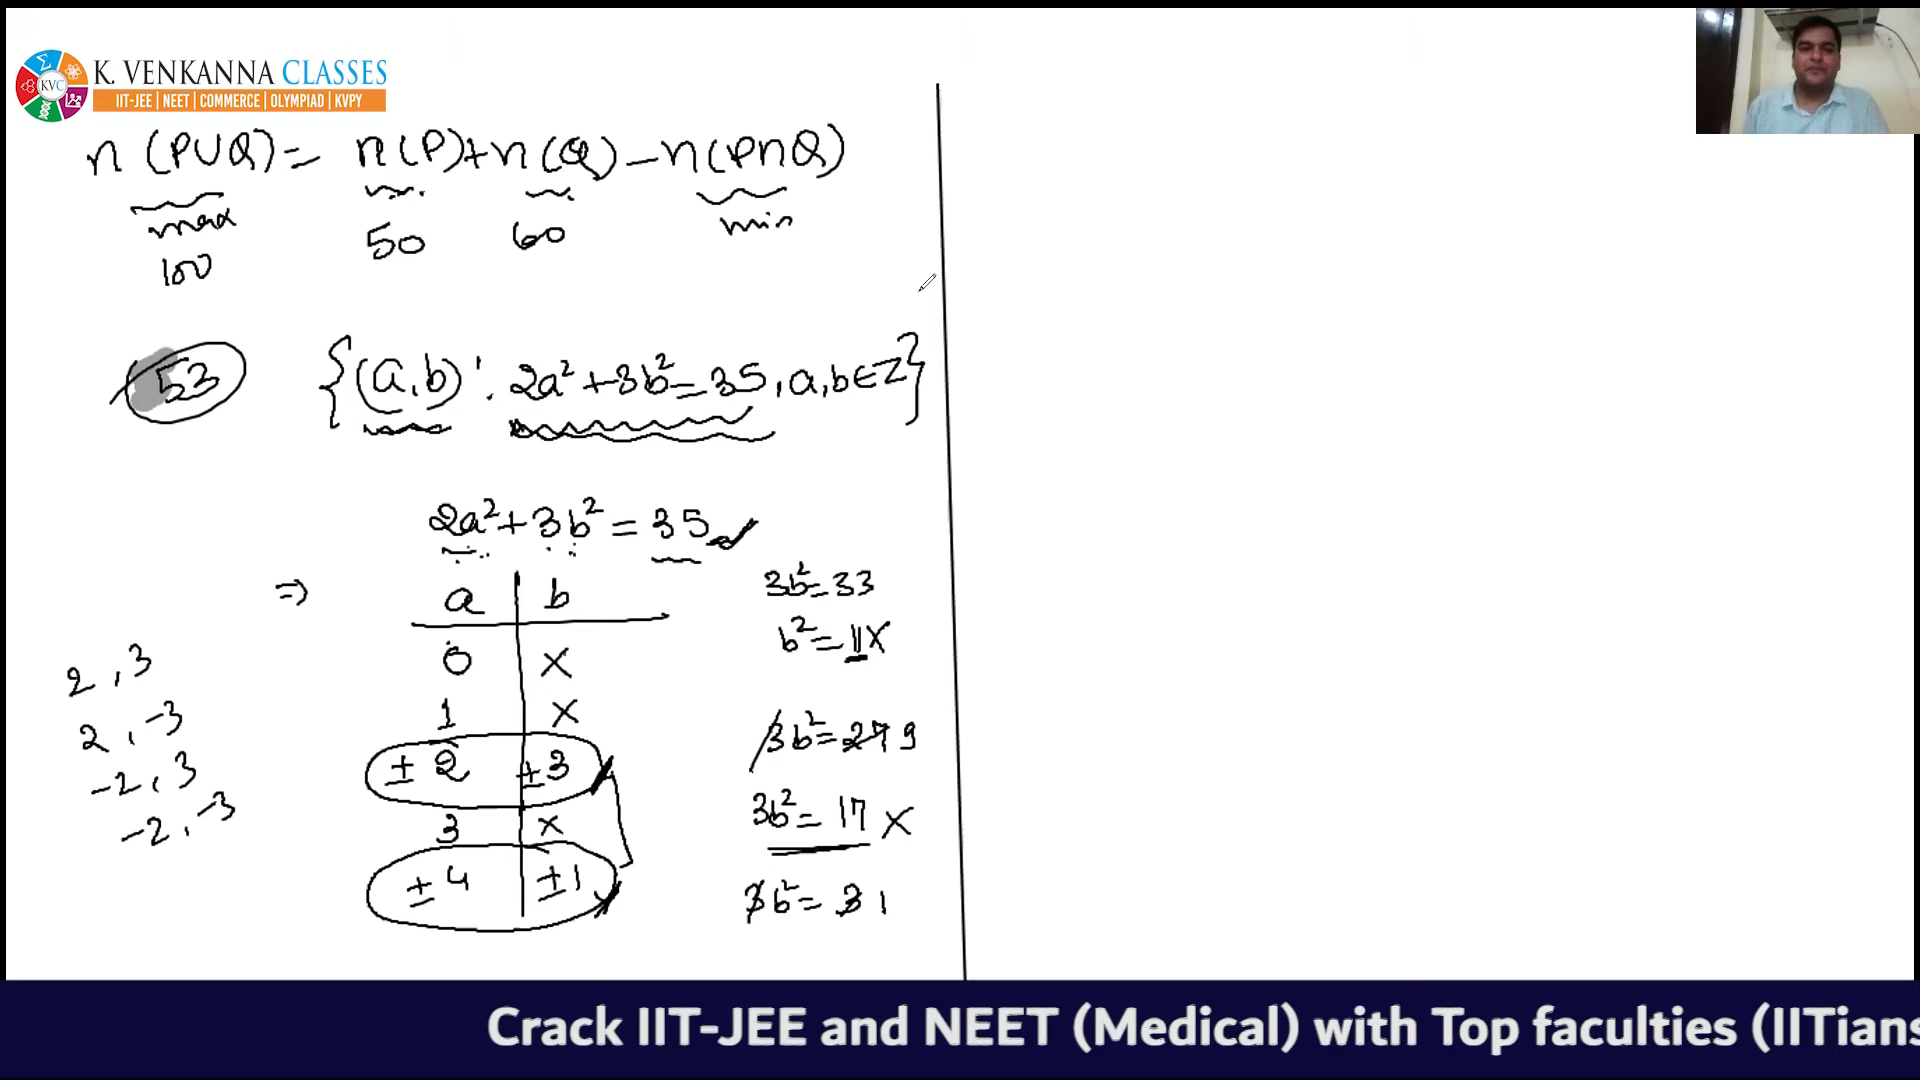 K. VENKANNA CLASSES
KVC
IIT-JEE | NEET | COMMERCE | OLYMPIAD | KVPY
n (P∪Q) = n(P) + n(Q) - n(P∩Q)
max 50 60 min
100
53 {(a,b) : 2a² + 3b² = 35, a, b ∈ Z}
2a² + 3b² = 35
⇒ a b
3b² = 33
b² = 11 X
0 X
1 X
±2 ±3
3b² = 27 9
3 X
3b² = 17 X
±4 ±1
3b² = 3 1
2, 3
2, -3
-2, 3
-2, -3
Crack IIT-JEE and NEET (Medical) with Top faculties (IITians